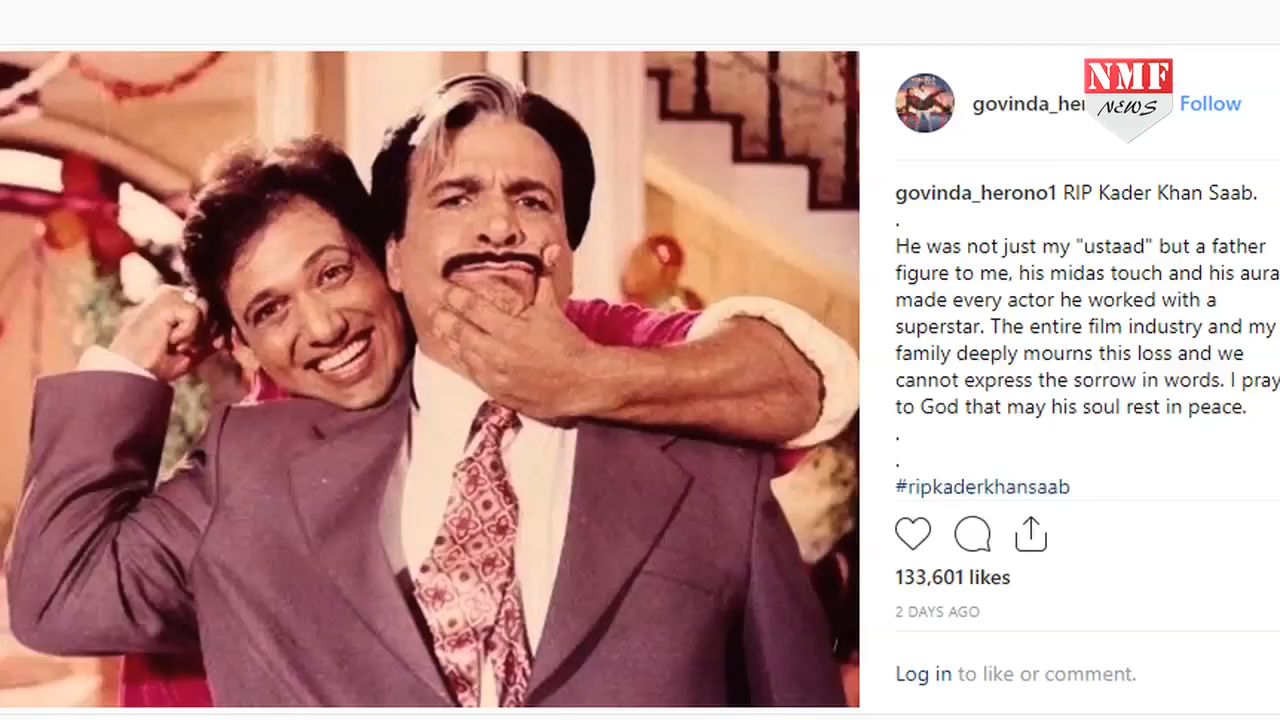 govinda_her
NMF
NEWS
Follow
govinda_herono1 RIP Kader Khan Saab.
.
He was not just my "ustaad" but a father
figure to me, his midas touch and his aura
made every actor he worked with a
superstar. The entire film industry and my
family deeply mourns this loss and we
cannot express the sorrow in words. I pray
to God that may his soul rest in peace.
.
.
#ripkaderkhansaab
133,601 likes
2 DAYS AGO
Log in to like or comment.